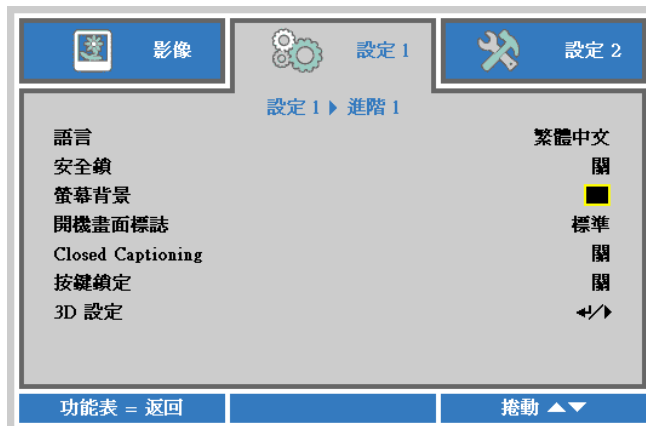 影像 設定 1 設定 2
設定 1 ▶ 進階 1
語言 繁體中文
安全鎖 關
螢幕背景
開機畫面標誌 標準
Closed Captioning 關
按鍵鎖定 關
3D 設定 ↵/▶
功能表 = 返回 捲動 ▲▼